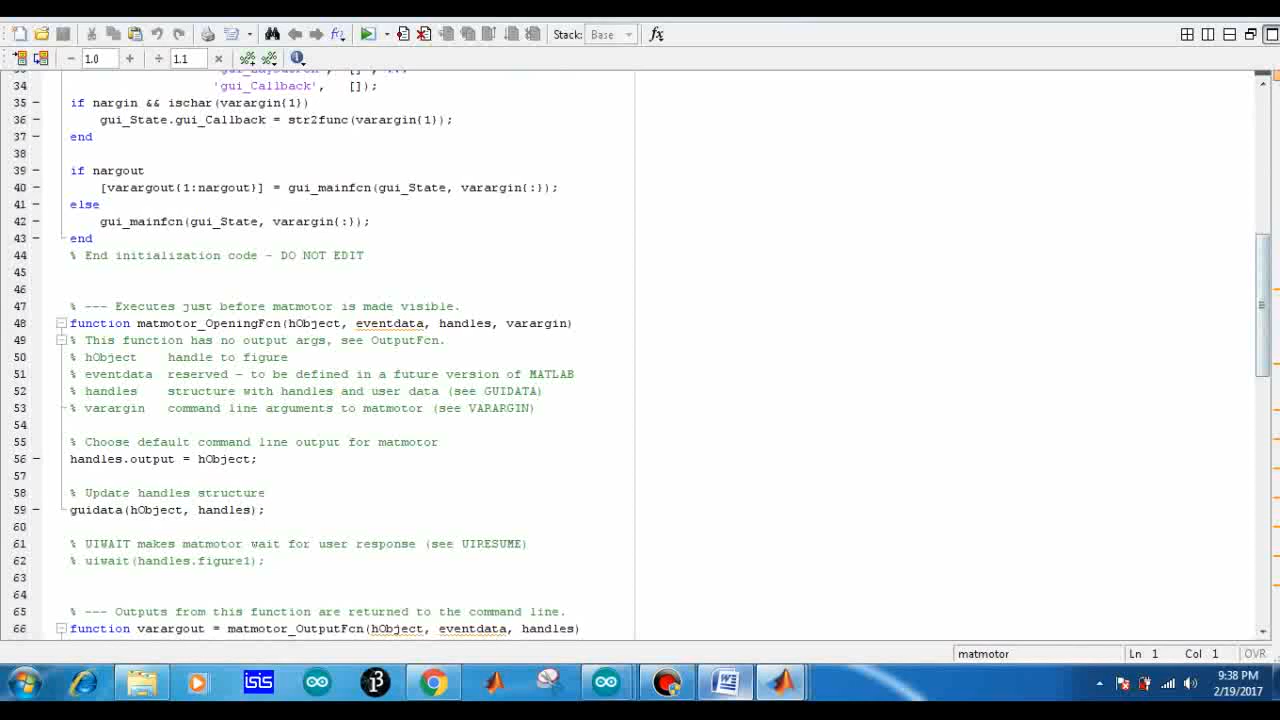 Stack: Base fx
1.0 1.1
34 'gui_Callback', []);
35 if nargin && ischar(varargin{1})
36 gui_State.gui_Callback = str2func(varargin{1});
37 end
38
39 if nargout
40 [varargout{1:nargout}] = gui_mainfcn(gui_State, varargin{:});
41 else
42 gui_mainfcn(gui_State, varargin{:});
43 end
44 % End initialization code - DO NOT EDIT
45
46
47 % --- Executes just before matmotor is made visible.
48 function matmotor_OpeningFcn(hObject, eventdata, handles, varargin)
49 % This function has no output args, see OutputFcn.
50 % hObject handle to figure
51 % eventdata reserved - to be defined in a future version of MATLAB
52 % handles structure with handles and user data (see GUIDATA)
53 % varargin command line arguments to matmotor (see VARARGIN)
54
55 % Choose default command line output for matmotor
56 handles.output = hObject;
57
58 % Update handles structure
59 guidata(hObject, handles);
60
61 % UIWAIT makes matmotor wait for user response (see UIRESUME)
62 % uiwait(handles.figure1);
63
64
65 % --- Outputs from this function are returned to the command line.
66 function varargout = matmotor_OutputFcn(hObject, eventdata, handles)
matmotor Ln 1 Col 1 OVR
isis
9:38 PM
2/19/2017